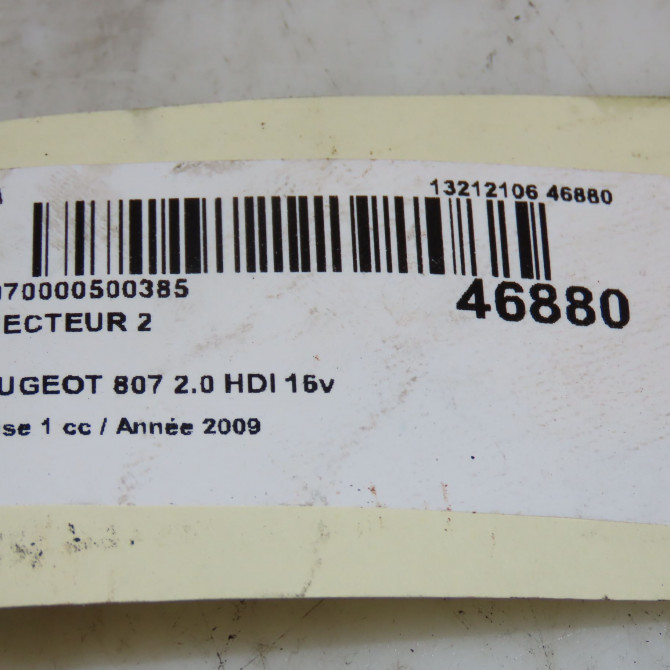 13212106 46880
070000500385
46880
ECTEUR 2
UGEOT 807 2.0 HDI 16v
se 1 cc / Année 2009